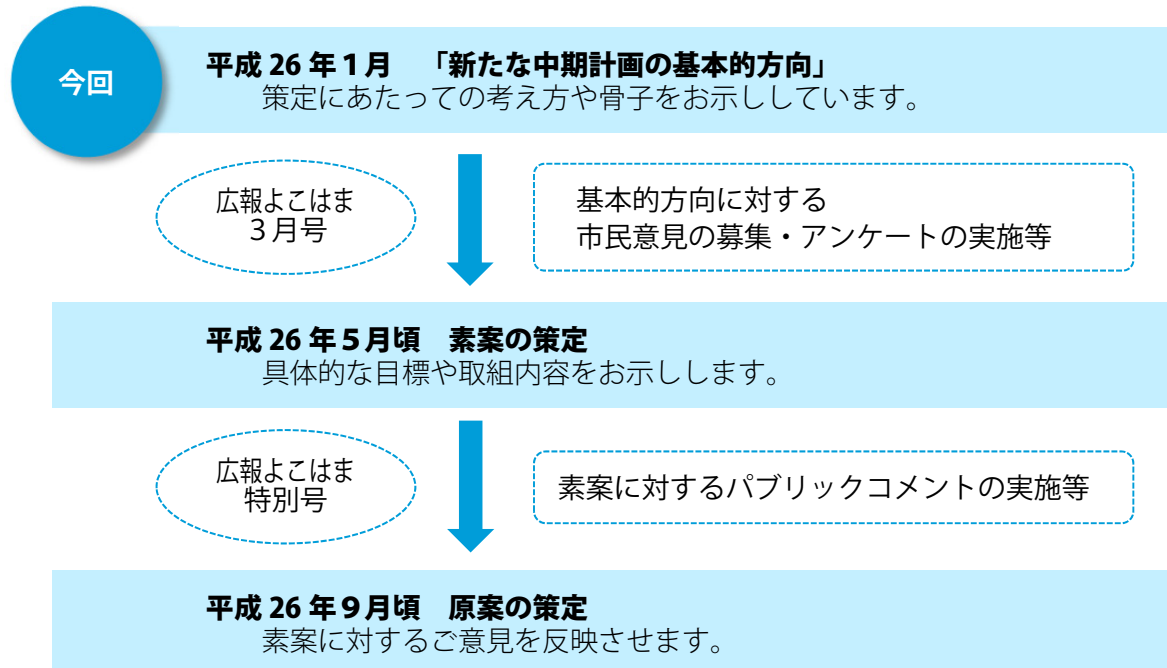 今回
平成 26 年１月　「新たな中期計画の基本的方向」
策定にあたっての考え方や骨子をお示ししています。
広報よこはま
３月号
基本的方向に対する
市民意見の募集・アンケートの実施等
平成 26 年５月頃　素案の策定
具体的な目標や取組内容をお示しします。
広報よこはま
特別号
素案に対するパブリックコメントの実施等
平成 26 年９月頃　原案の策定
素案に対するご意見を反映させます。